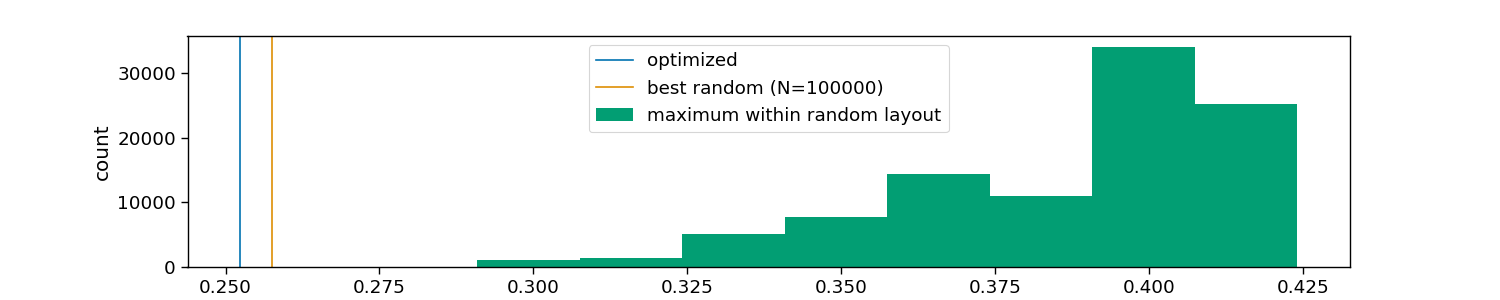 optimized
best random (N=100000)
maximum within random layout
count
30000
20000
10000
0
0.250 0.275 0.300 0.325 0.350 0.375 0.400 0.425